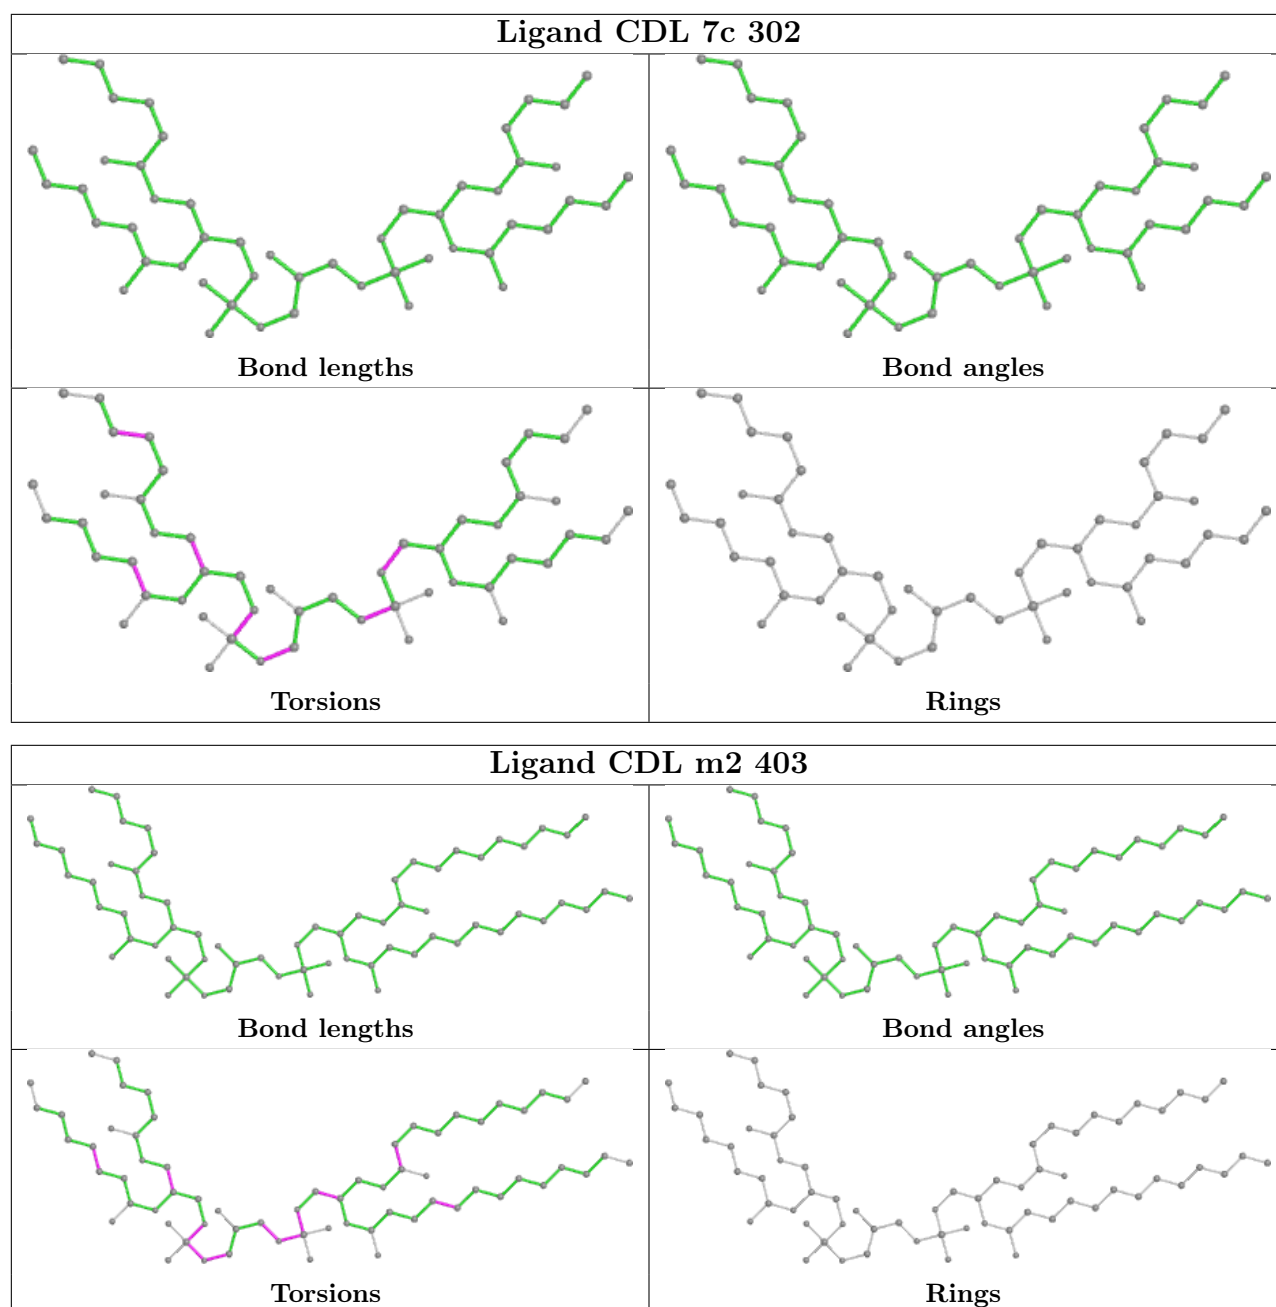 Ligand CDL 7c 302
Bond lengths
Bond angles
Torsions
Rings
Ligand CDL m2 403
Bond lengths
Bond angles
Torsions
Rings